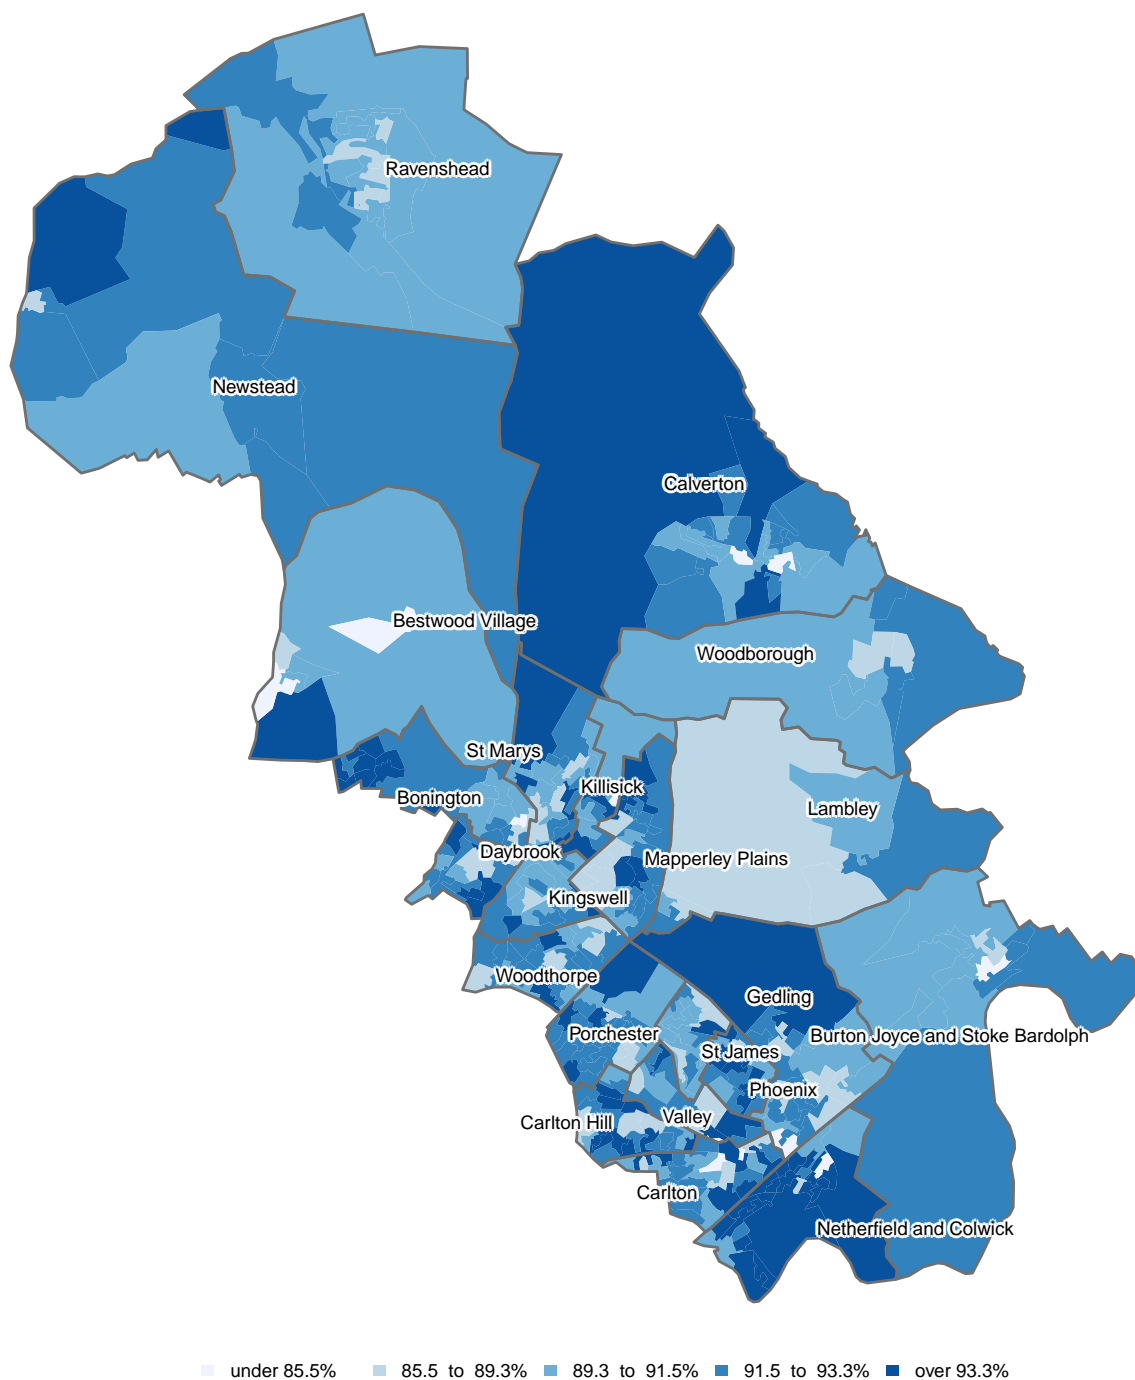 Ravenshead
Newstead
Calverton
Bestwood Village
Woodborough
St Marys
Killisick
Bonington
Lambley
Daybrook
Mapperley Plains
Kingswell
Woodthorpe
Gedling
Porchester
Burton Joyce and Stoke Bardolph
St James
Phoenix
Carlton Hill
Valley
Carlton
Netherfield and Colwick
under 85.5% 85.5 to 89.3% 89.3 to 91.5% 91.5 to 93.3% over 93.3%